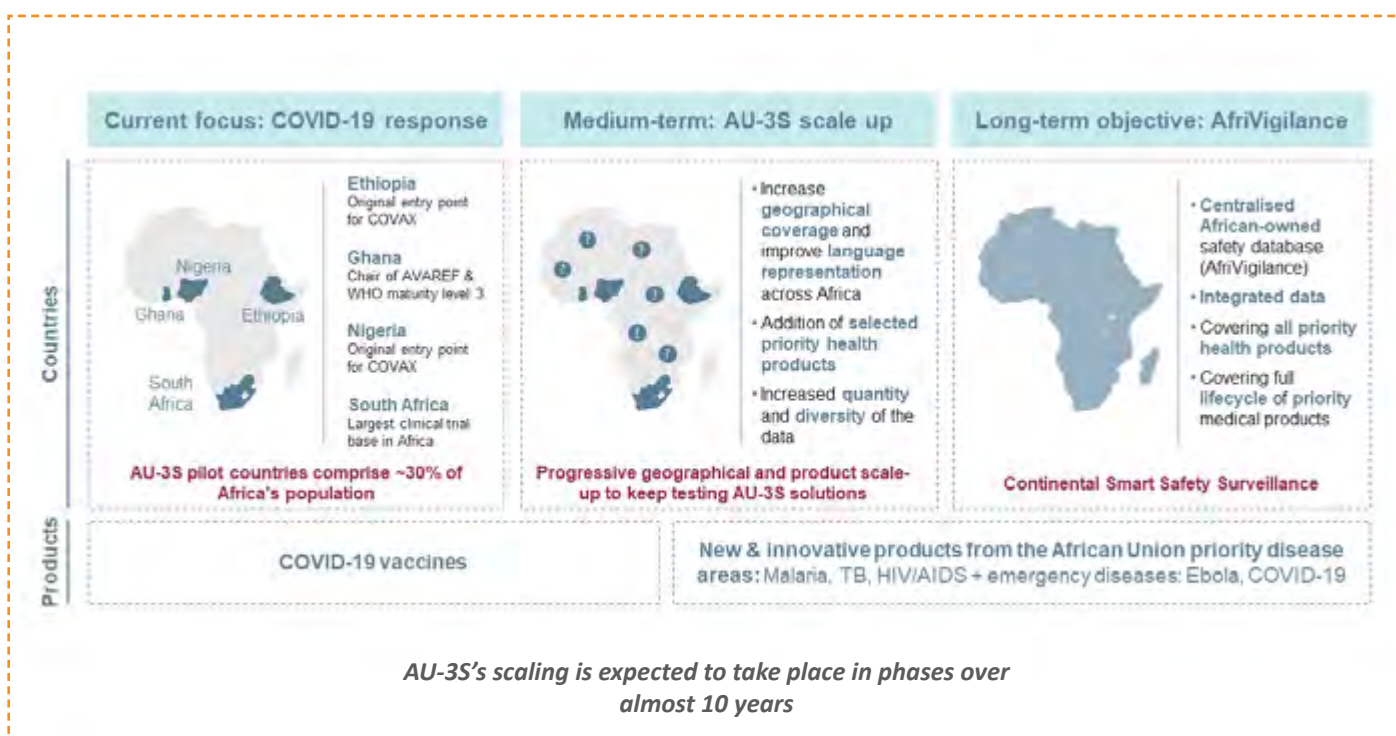 Current focus: COVID-19 response
Medium-term: AU-3S scale up
Long-term objective: AfriVigilance
Countries
Nigeria
Ghana
Ethiopia
South
Africa
Ethiopia
Original entry point
for COVAX
Ghana
Chair of AVAREF &
WHO maturity level 3
Nigeria
Original entry point
for COVAX
South Africa
Largest clinical trial
base in Africa
AU-3S pilot countries comprise ~30% of
Africa's population
? ? ? ? ? ?
• Increase
geographical
coverage and
improve language
representation
across Africa
• Addition of selected
priority health
products
• Increased quantity
and diversity of the
data
Progressive geographical and product scale-
up to keep testing AU-3S solutions
• Centralised
African-owned
safety database
(AfriVigilance)
• Integrated data
• Covering all priority
health products
• Covering full
lifecycle of priority
medical products
Continental Smart Safety Surveillance
Products
COVID-19 vaccines
New & innovative products from the African Union priority disease
areas: Malaria, TB, HIV/AIDS + emergency diseases: Ebola, COVID-19
AU-3S's scaling is expected to take place in phases over
almost 10 years